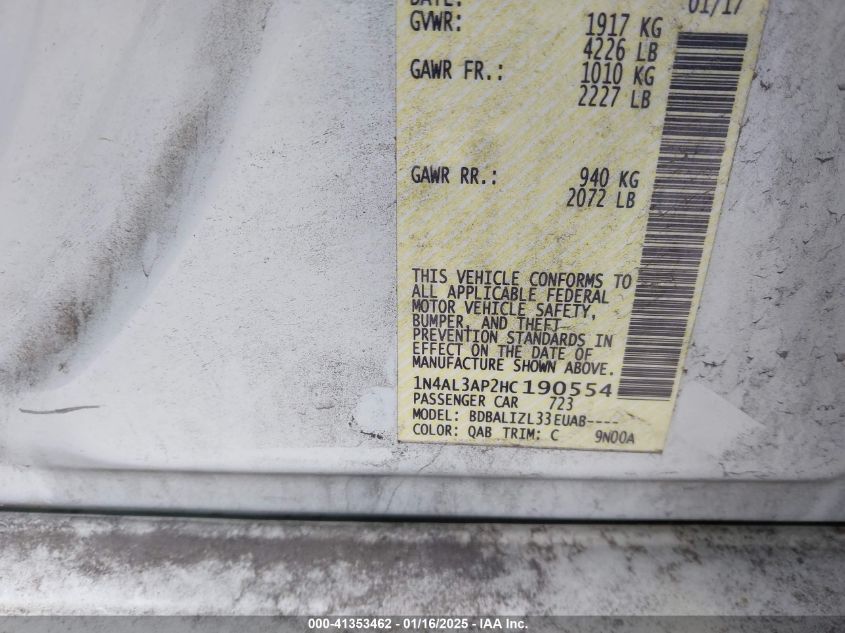 DATE: 01/17
GVWR: 1917 KG
4226 LB
GAWR FR.: 1010 KG
2227 LB
GAWR RR.: 940 KG
2072 LB
THIS VEHICLE CONFORMS TO
ALL APPLICABLE FEDERAL
MOTOR VEHICLE SAFETY,
BUMPER, AND THEFT
PREVENTION STANDARDS IN
EFFECT ON THE DATE OF
MANUFACTURE SHOWN ABOVE.
1N4AL3AP2HC190554
PASSENGER CAR 723
MODEL: BDBALIZL33EUAB----
COLOR: QAB TRIM: C 9N00A
000-41353462 - 01/16/2025 - IAA, Inc.